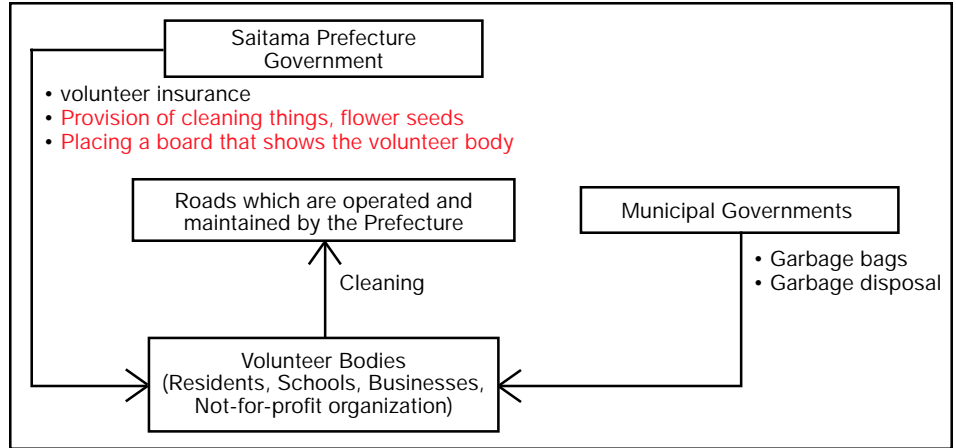 Saitama Prefecture
Government
• volunteer insurance
• Provision of cleaning things, flower seeds
• Placing a board that shows the volunteer body
Roads which are operated and
maintained by the Prefecture
Municipal Governments
• Garbage bags
• Garbage disposal
Cleaning
Volunteer Bodies
(Residents, Schools, Businesses,
Not-for-profit organization)